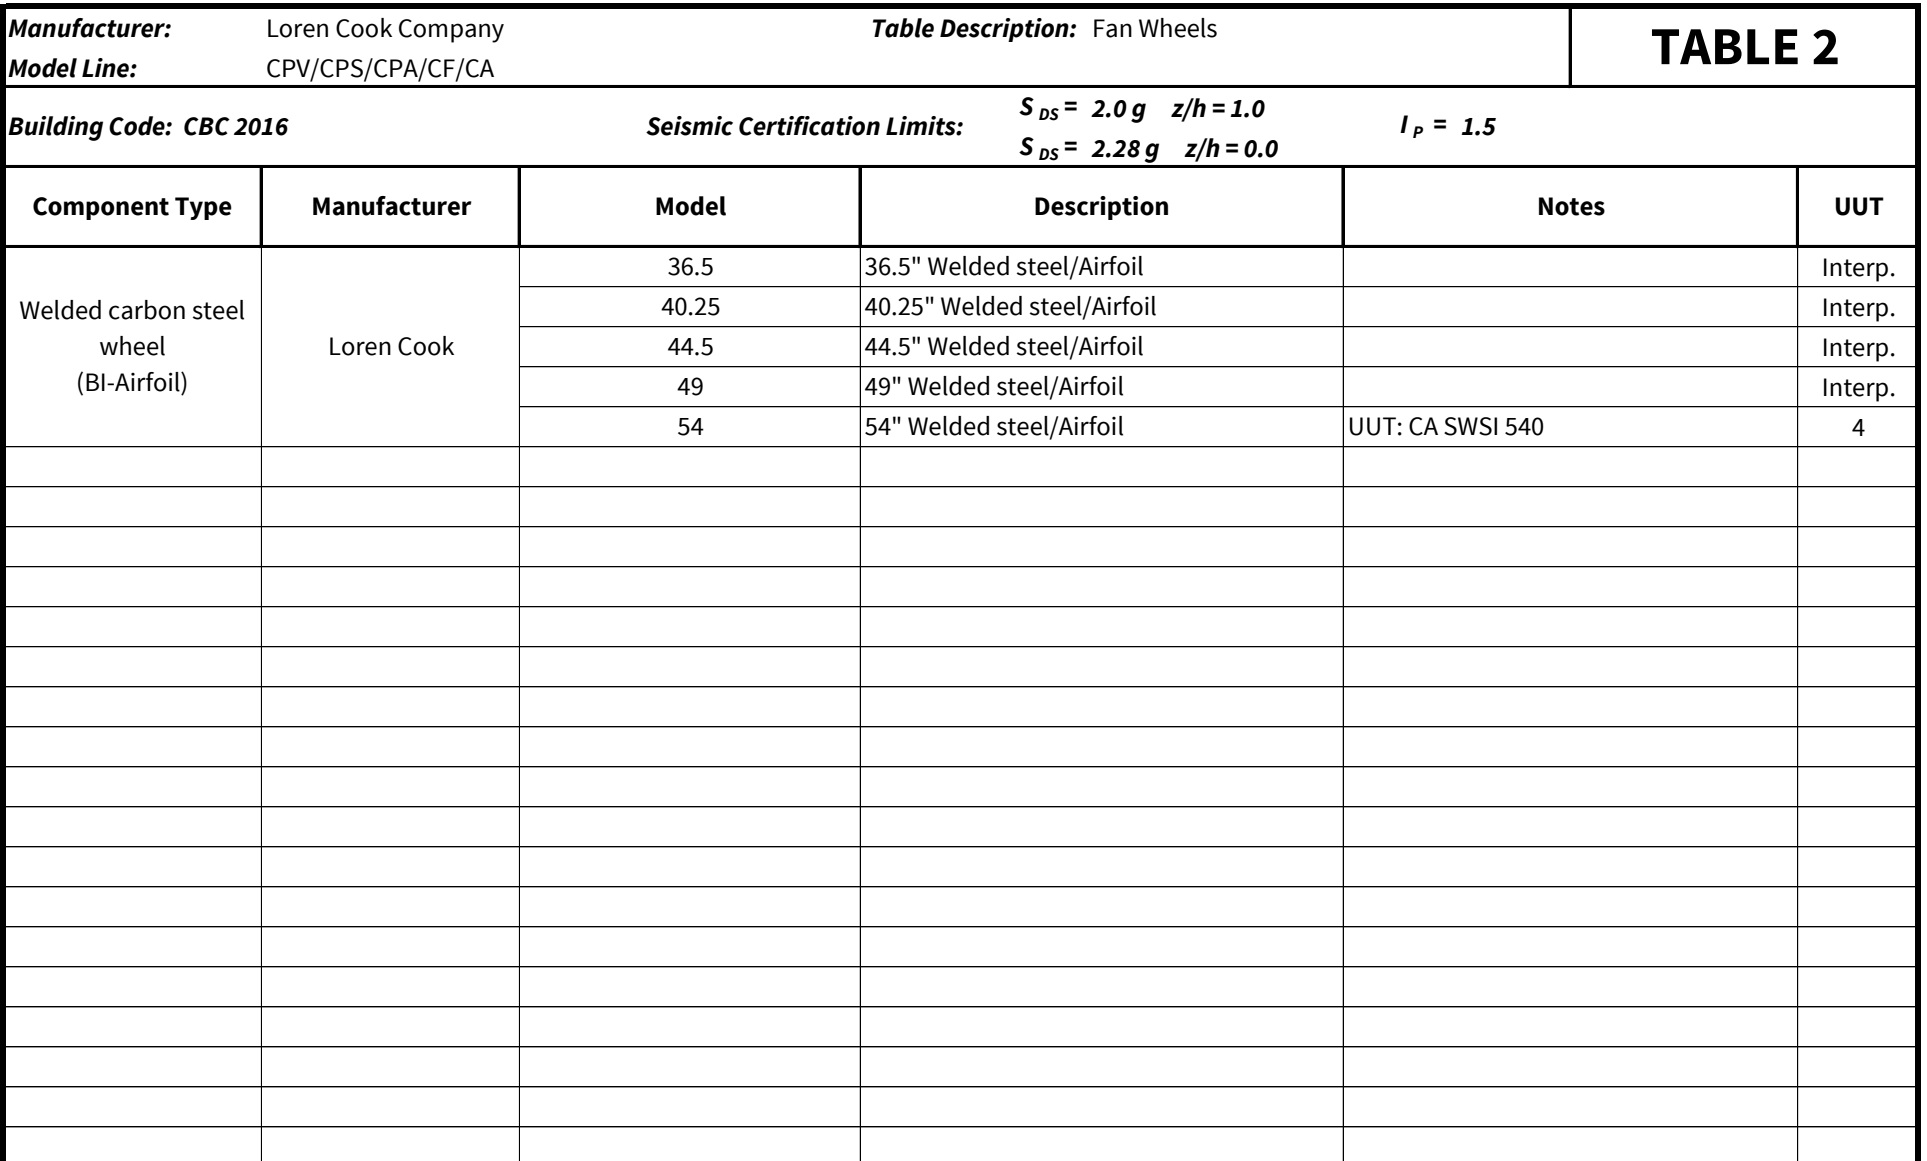 Manufacturer: Loren Cook Company Table Description: Fan Wheels TABLE 2
Model Line: CPV/CPS/CPA/CF/CA
Building Code: CBC 2016 Seismic Certification Limits: S DS = 2.0 g z/h = 1.0 I P = 1.5
S DS = 2.28 g z/h = 0.0
Component Type Manufacturer Model Description Notes UUT
Welded carbon steel
wheel
(BI-Airfoil)
Loren Cook
36.5 36.5" Welded steel/Airfoil Interp.
40.25 40.25" Welded steel/Airfoil Interp.
44.5 44.5" Welded steel/Airfoil Interp.
49 49" Welded steel/Airfoil Interp.
54 54" Welded steel/Airfoil UUT: CA SWSI 540 4